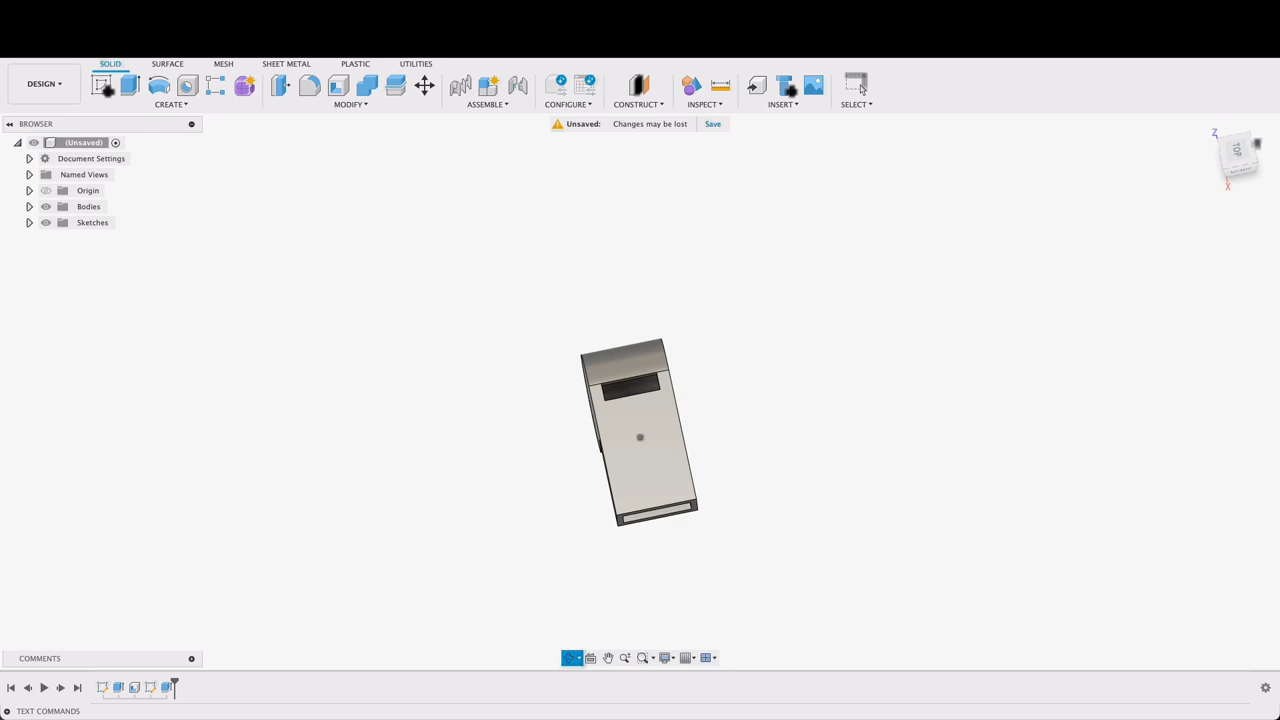 SOLID SURFACE MESH SHEET METAL PLASTIC UTILITIES
DESIGN
CREATE MODIFY ASSEMBLE CONFIGURE CONSTRUCT INSPECT INSERT SELECT
BROWSER
Unsaved: Changes may be lost Save
(Unsaved)
Document Settings
Named Views
Origin
Bodies
Sketches
Z
TOP
X
COMMENTS
TEXT COMMANDS